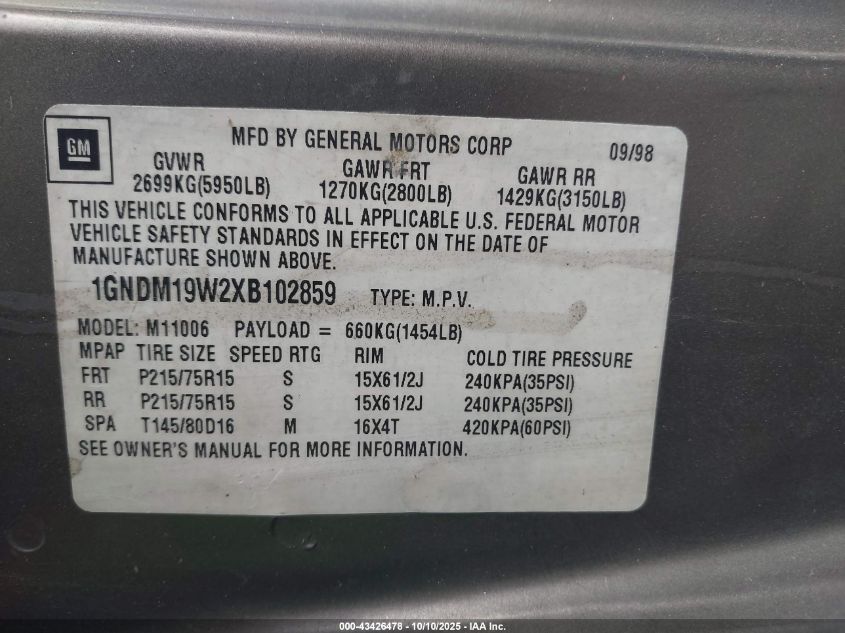 GM
MFD BY GENERAL MOTORS CORP 09/98
GVWR GAWR FRT GAWR RR
2699KG(5950LB) 1270KG(2800LB) 1429KG(3150LB)
THIS VEHICLE CONFORMS TO ALL APPLICABLE U.S. FEDERAL MOTOR
VEHICLE SAFETY STANDARDS IN EFFECT ON THE DATE OF
MANUFACTURE SHOWN ABOVE.
1GNDM19W2XB102859 TYPE: M.P.V.
MODEL: M11006 PAYLOAD = 660KG(1454LB)
MPAP TIRE SIZE SPEED RTG RIM COLD TIRE PRESSURE
FRT P215/75R15 S 15X61/2J 240KPA(35PSI)
RR P215/75R15 S 15X61/2J 240KPA(35PSI)
SPA T145/80D16 M 16X4T 420KPA(60PSI)
SEE OWNER'S MANUAL FOR MORE INFORMATION.
000-43426478 - 10/10/2025 - IAA Inc.